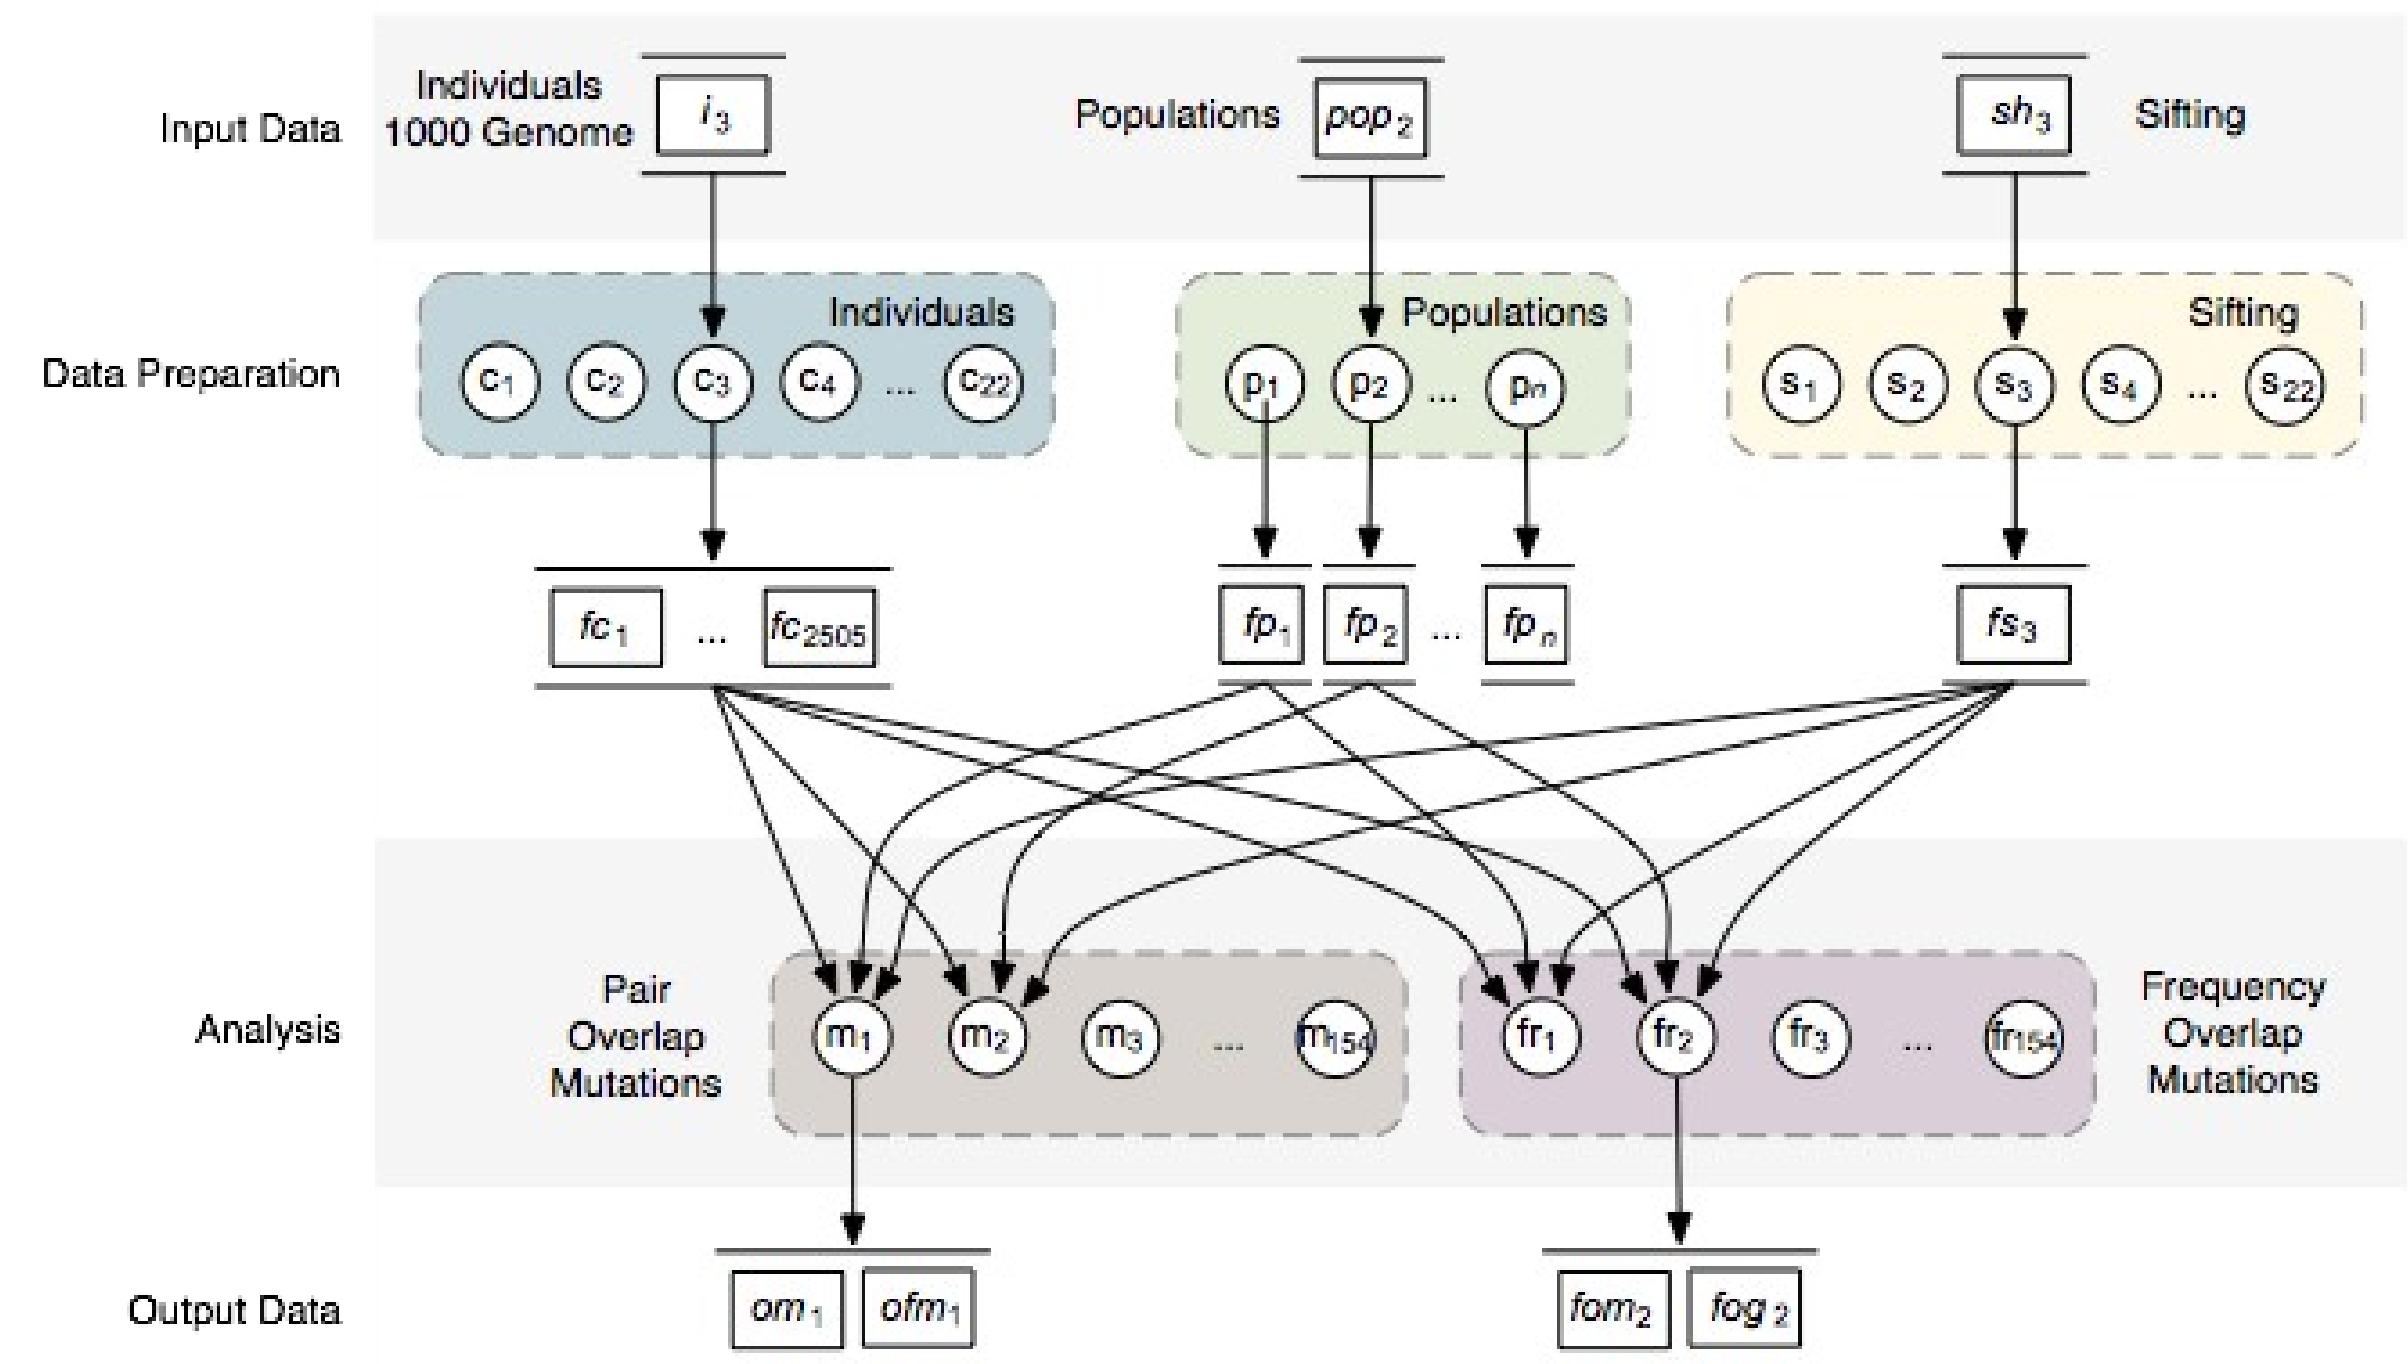 Input Data
Individuals
1000 Genome
i3
Populations
pop2
sh3
Sifting
Data Preparation
Individuals
c1 c2 c3 c4 ... c22
Populations
p1 p2 ... pn
Sifting
s1 s2 s3 s4 ... s22
fc1 ... fc2505
fp1 fp2 ... fpn
fs3
Analysis
Pair
Overlap
Mutations
m1 m2 m3 ... m154
fr1 fr2 fr3 ... fr154
Frequency
Overlap
Mutations
Output Data
om1 ofm1
fom2 fog2